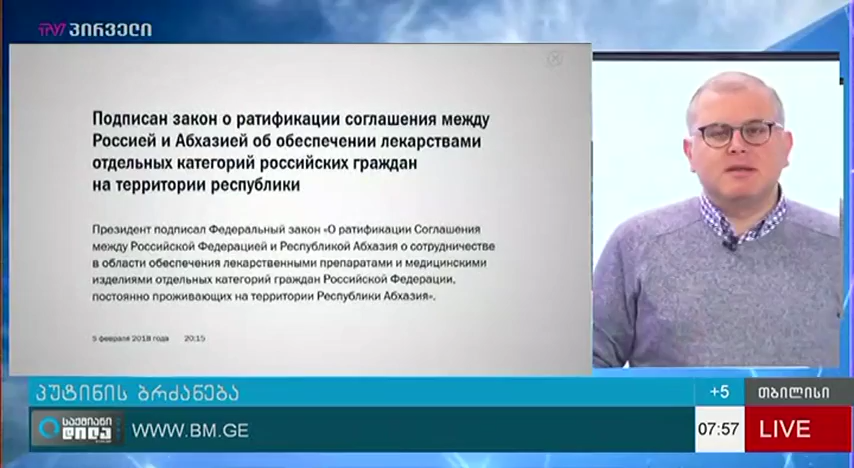 TV პირველი
Подписан закон о ратификации соглашения между
Россией и Абхазией об обеспечении лекарствами
отдельных категорий российских граждан
на территории республики
Президент подписал Федеральный закон «О ратификации Соглашения
между Российской Федерацией и Республикой Абхазия о сотрудничестве
в области обеспечения лекарственными препаратами и медицинскими
изделиями отдельных категорий граждан Российской Федерации,
постоянно проживающих на территории Республики Абхазия».
5 февраля 2018 года 20:15
პუტინის ბრძანება +5 თბილისი
საქმიანი
დილა
WWW.BM.GE 07:57 LIVE